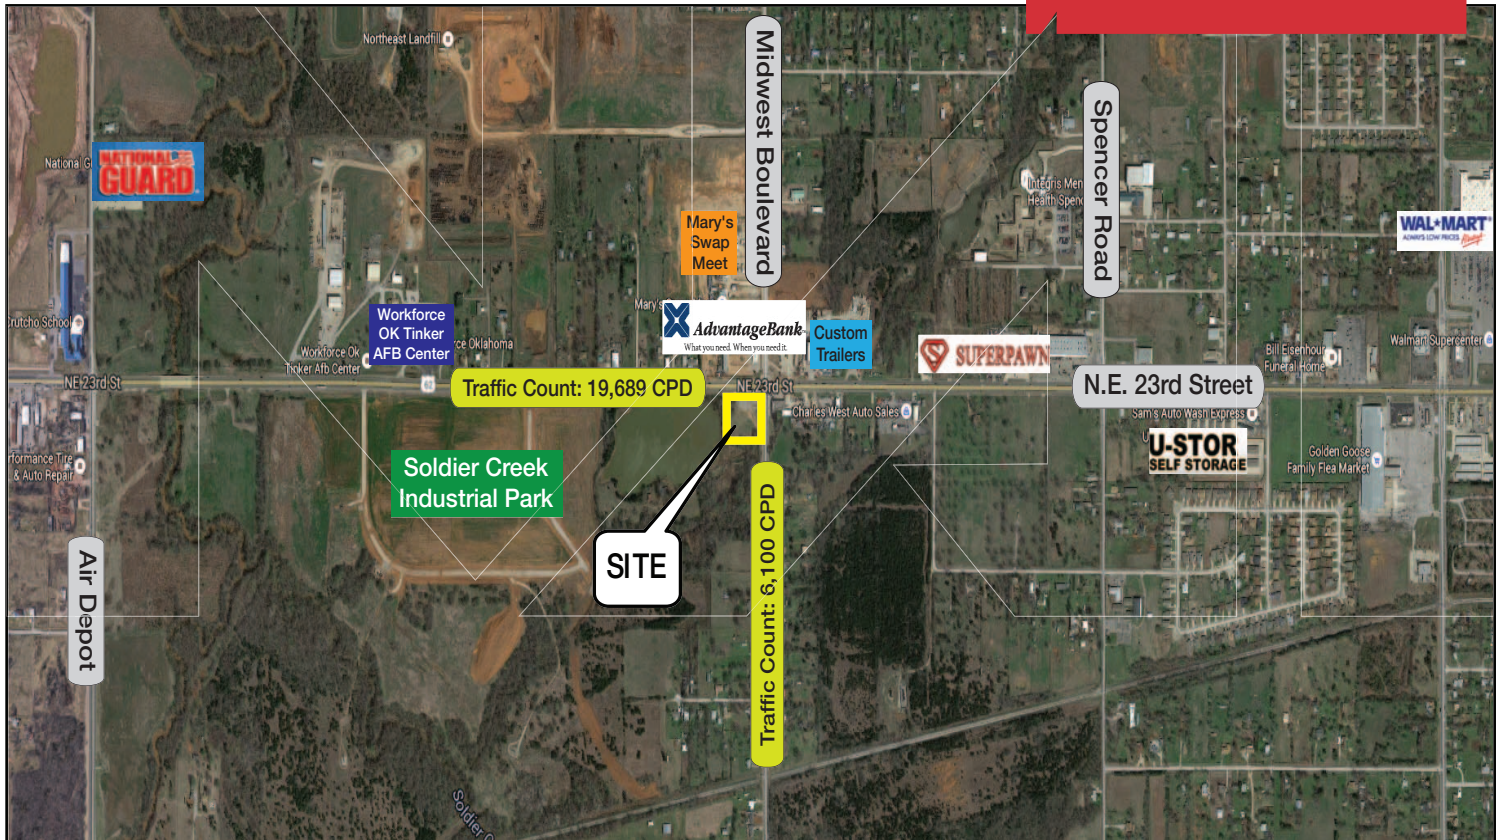 Northeast Landfill
Midwest Boulevard
Spencer Road
National G
NATIONAL
GUARD
Integris Men
Health Spenc
WAL★MART
ALWAYS LOW PRICES.
Always
Mary's
Swap
Meet
Mary's
AdvantageBank
What you need. When you need it.
Custom
Trailers
Workforce
OK Tinker
AFB Center
rce Oklahoma
Workforce Ok
Tinker Afb Center
Crutcho School
SUPERPAWN
Bill Eisenhour
Funeral Home
Walmart Supercenter
NE 23rd St
62
Traffic Count: 19,689 CPD
NE 23rd St
N.E. 23rd Street
Charles West Auto Sales
Sam's Auto Wash Express
U-STOR
SELF STORAGE
Golden Goose
Family Flea Market
rformance Tire
& Auto Repair
Soldier Creek
Industrial Park
SITE
Traffic Count: 6,100 CPD
Air Depot
Soldier C